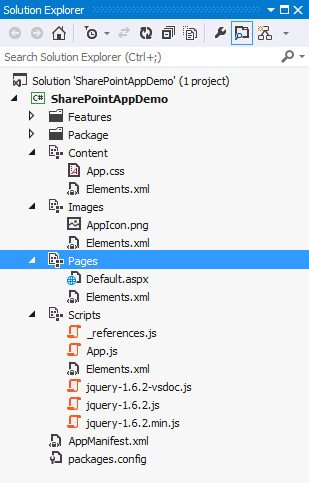 Solution Explorer
Search Solution Explorer (Ctrl+;)
Solution 'SharePointAppDemo' (1 project)
C# SharePointAppDemo
Features
Package
Content
App.css
Elements.xml
Images
AppIcon.png
Elements.xml
Pages
Default.aspx
Elements.xml
Scripts
_references.js
App.js
Elements.xml
jquery-1.6.2-vsdoc.js
jquery-1.6.2.js
jquery-1.6.2.min.js
AppManifest.xml
packages.config